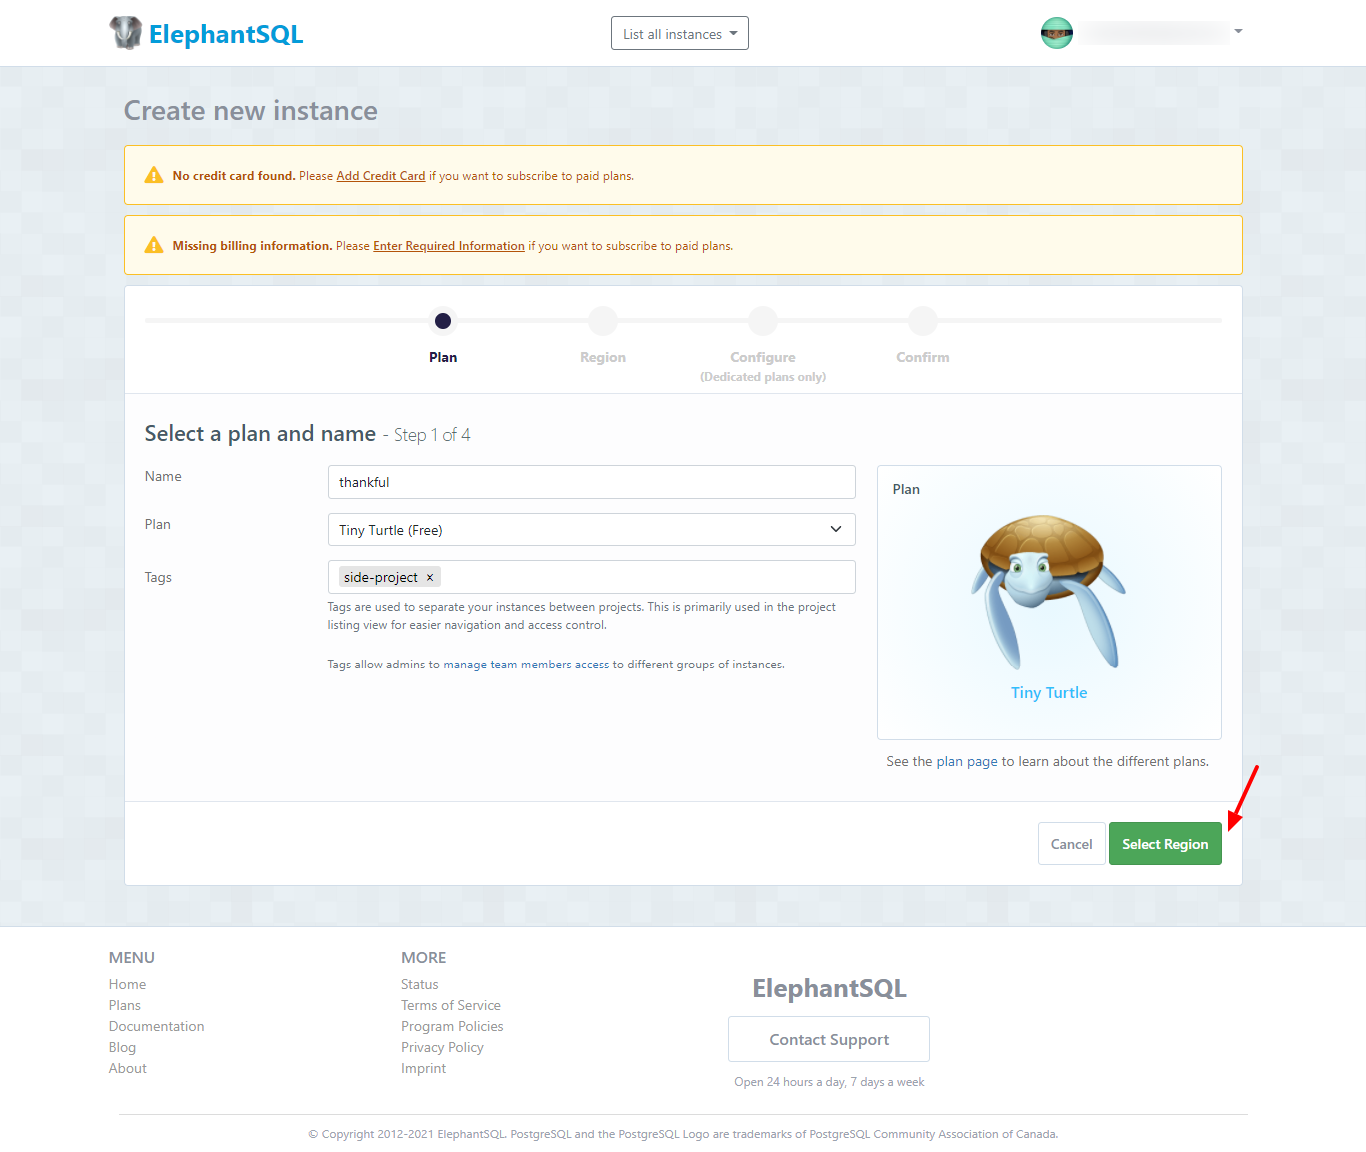 ElephantSQL
List all instances
Create new instance
No credit card found. Please Add Credit Card if you want to subscribe to paid plans.
Missing billing information. Please Enter Required Information if you want to subscribe to paid plans.
Plan
Region
Configure
(Dedicated plans only)
Confirm
Select a plan and name - Step 1 of 4
Name
thankful
Plan
Tiny Turtle (Free)
Tags
side-project ×
Tags are used to separate your instances between projects. This is primarily used in the project
listing view for easier navigation and access control.
Tags allow admins to manage team members access to different groups of instances.
Plan
Tiny Turtle
See the plan page to learn about the different plans.
Cancel
Select Region
MENU
Home
Plans
Documentation
Blog
About
MORE
Status
Terms of Service
Program Policies
Privacy Policy
Imprint
ElephantSQL
Contact Support
Open 24 hours a day, 7 days a week
© Copyright 2012-2021 ElephantSQL. PostgreSQL and the PostgreSQL Logo are trademarks of PostgreSQL Community Association of Canada.